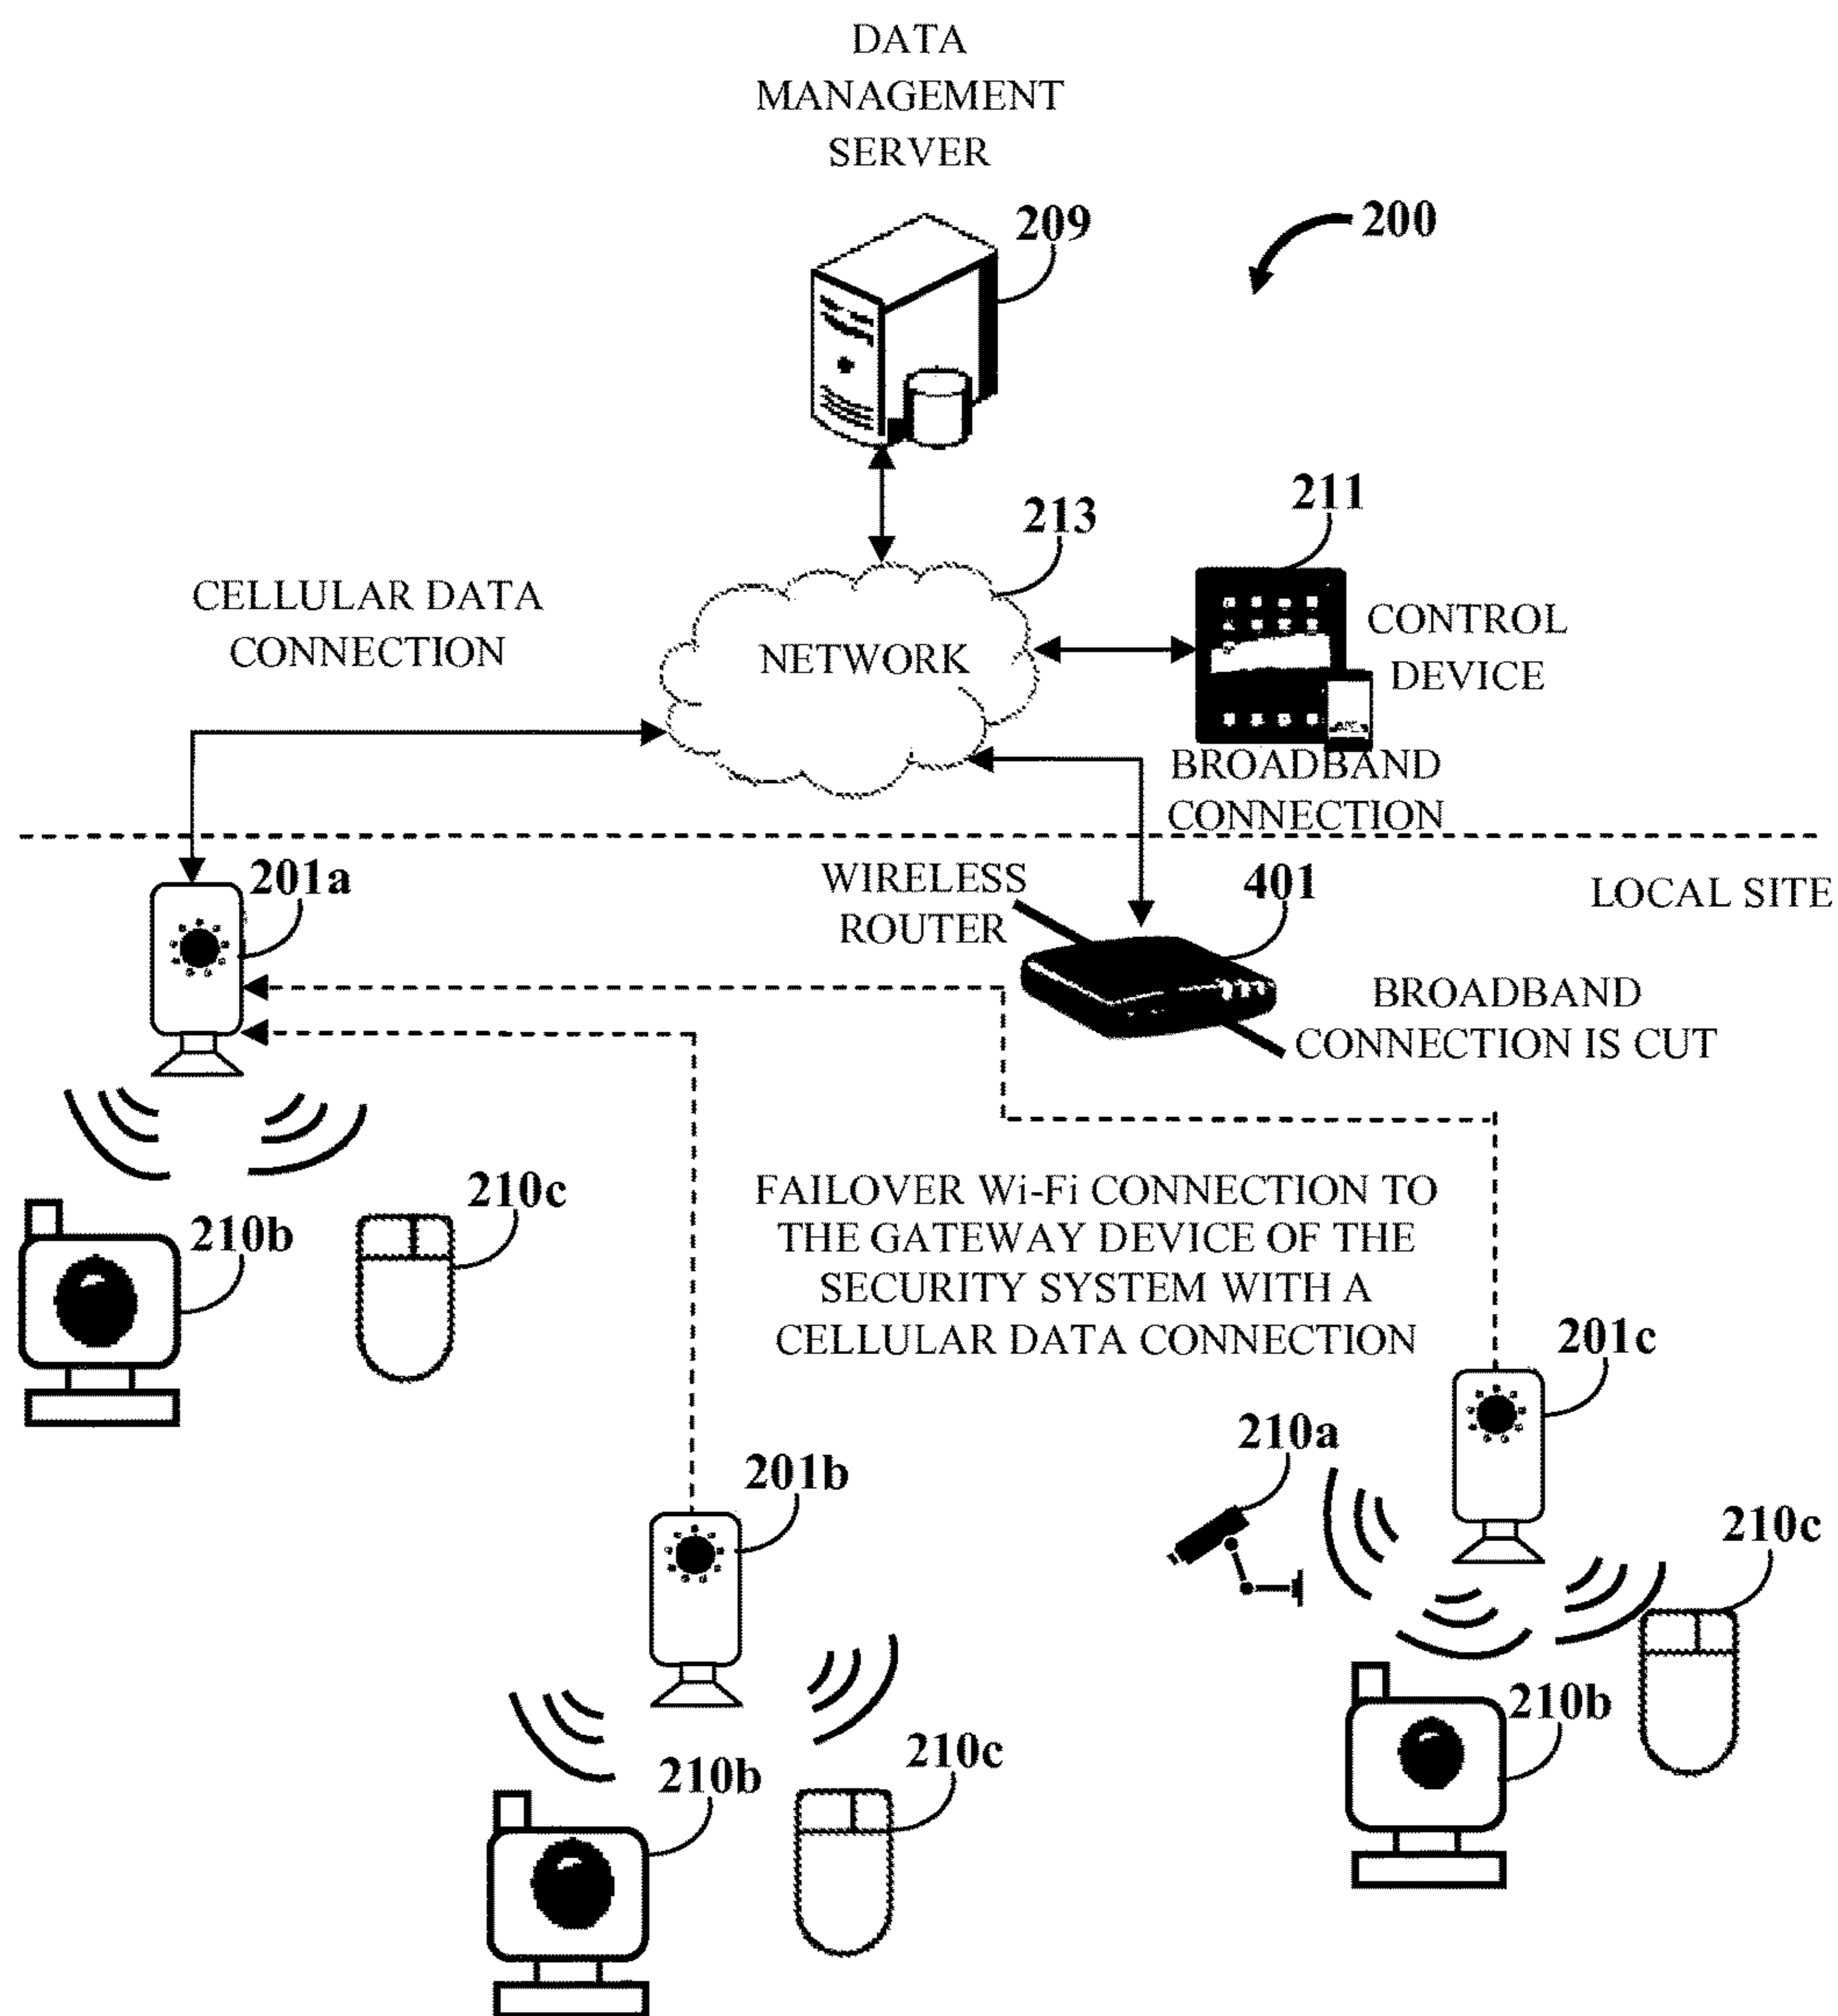 DATA
MANAGEMENT
SERVER
209
200
213
211
CELLULAR DATA
CONNECTION
NETWORK
CONTROL
DEVICE
BROADBAND
CONNECTION
201a
WIRELESS
ROUTER
401
LOCAL SITE
BROADBAND
CONNECTION IS CUT
210c
210b
FAILOVER Wi-Fi CONNECTION TO
THE GATEWAY DEVICE OF THE
SECURITY SYSTEM WITH A
CELLULAR DATA CONNECTION
201c
210a
201b
210c
210b
210c
210b